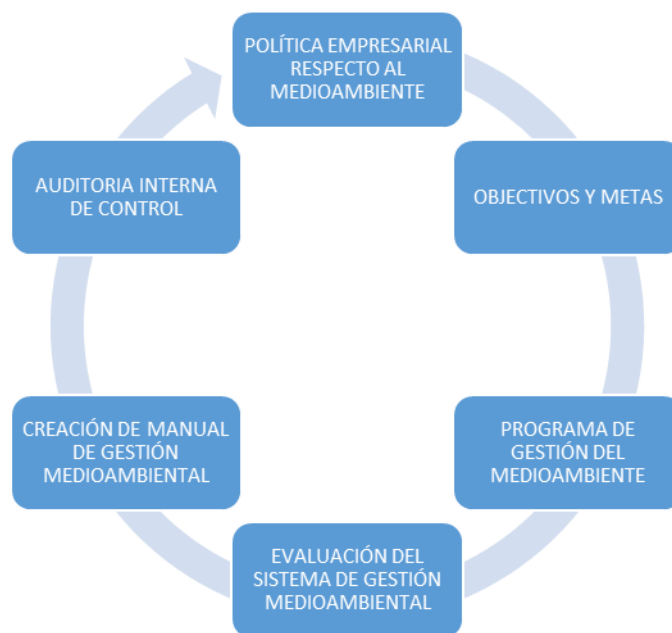 POLÍTICA EMPRESARIAL
RESPECTO AL
MEDIOAMBIENTE
OBJECTIVOS Y METAS
PROGRAMA DE
GESTIÓN DEL
MEDIOAMBIENTE
EVALUACIÓN DEL
SISTEMA DE GESTIÓN
MEDIOAMBIENTAL
CREACIÓN DE MANUAL
DE GESTIÓN
MEDIOAMBIENTAL
AUDITORIA INTERNA
DE CONTROL